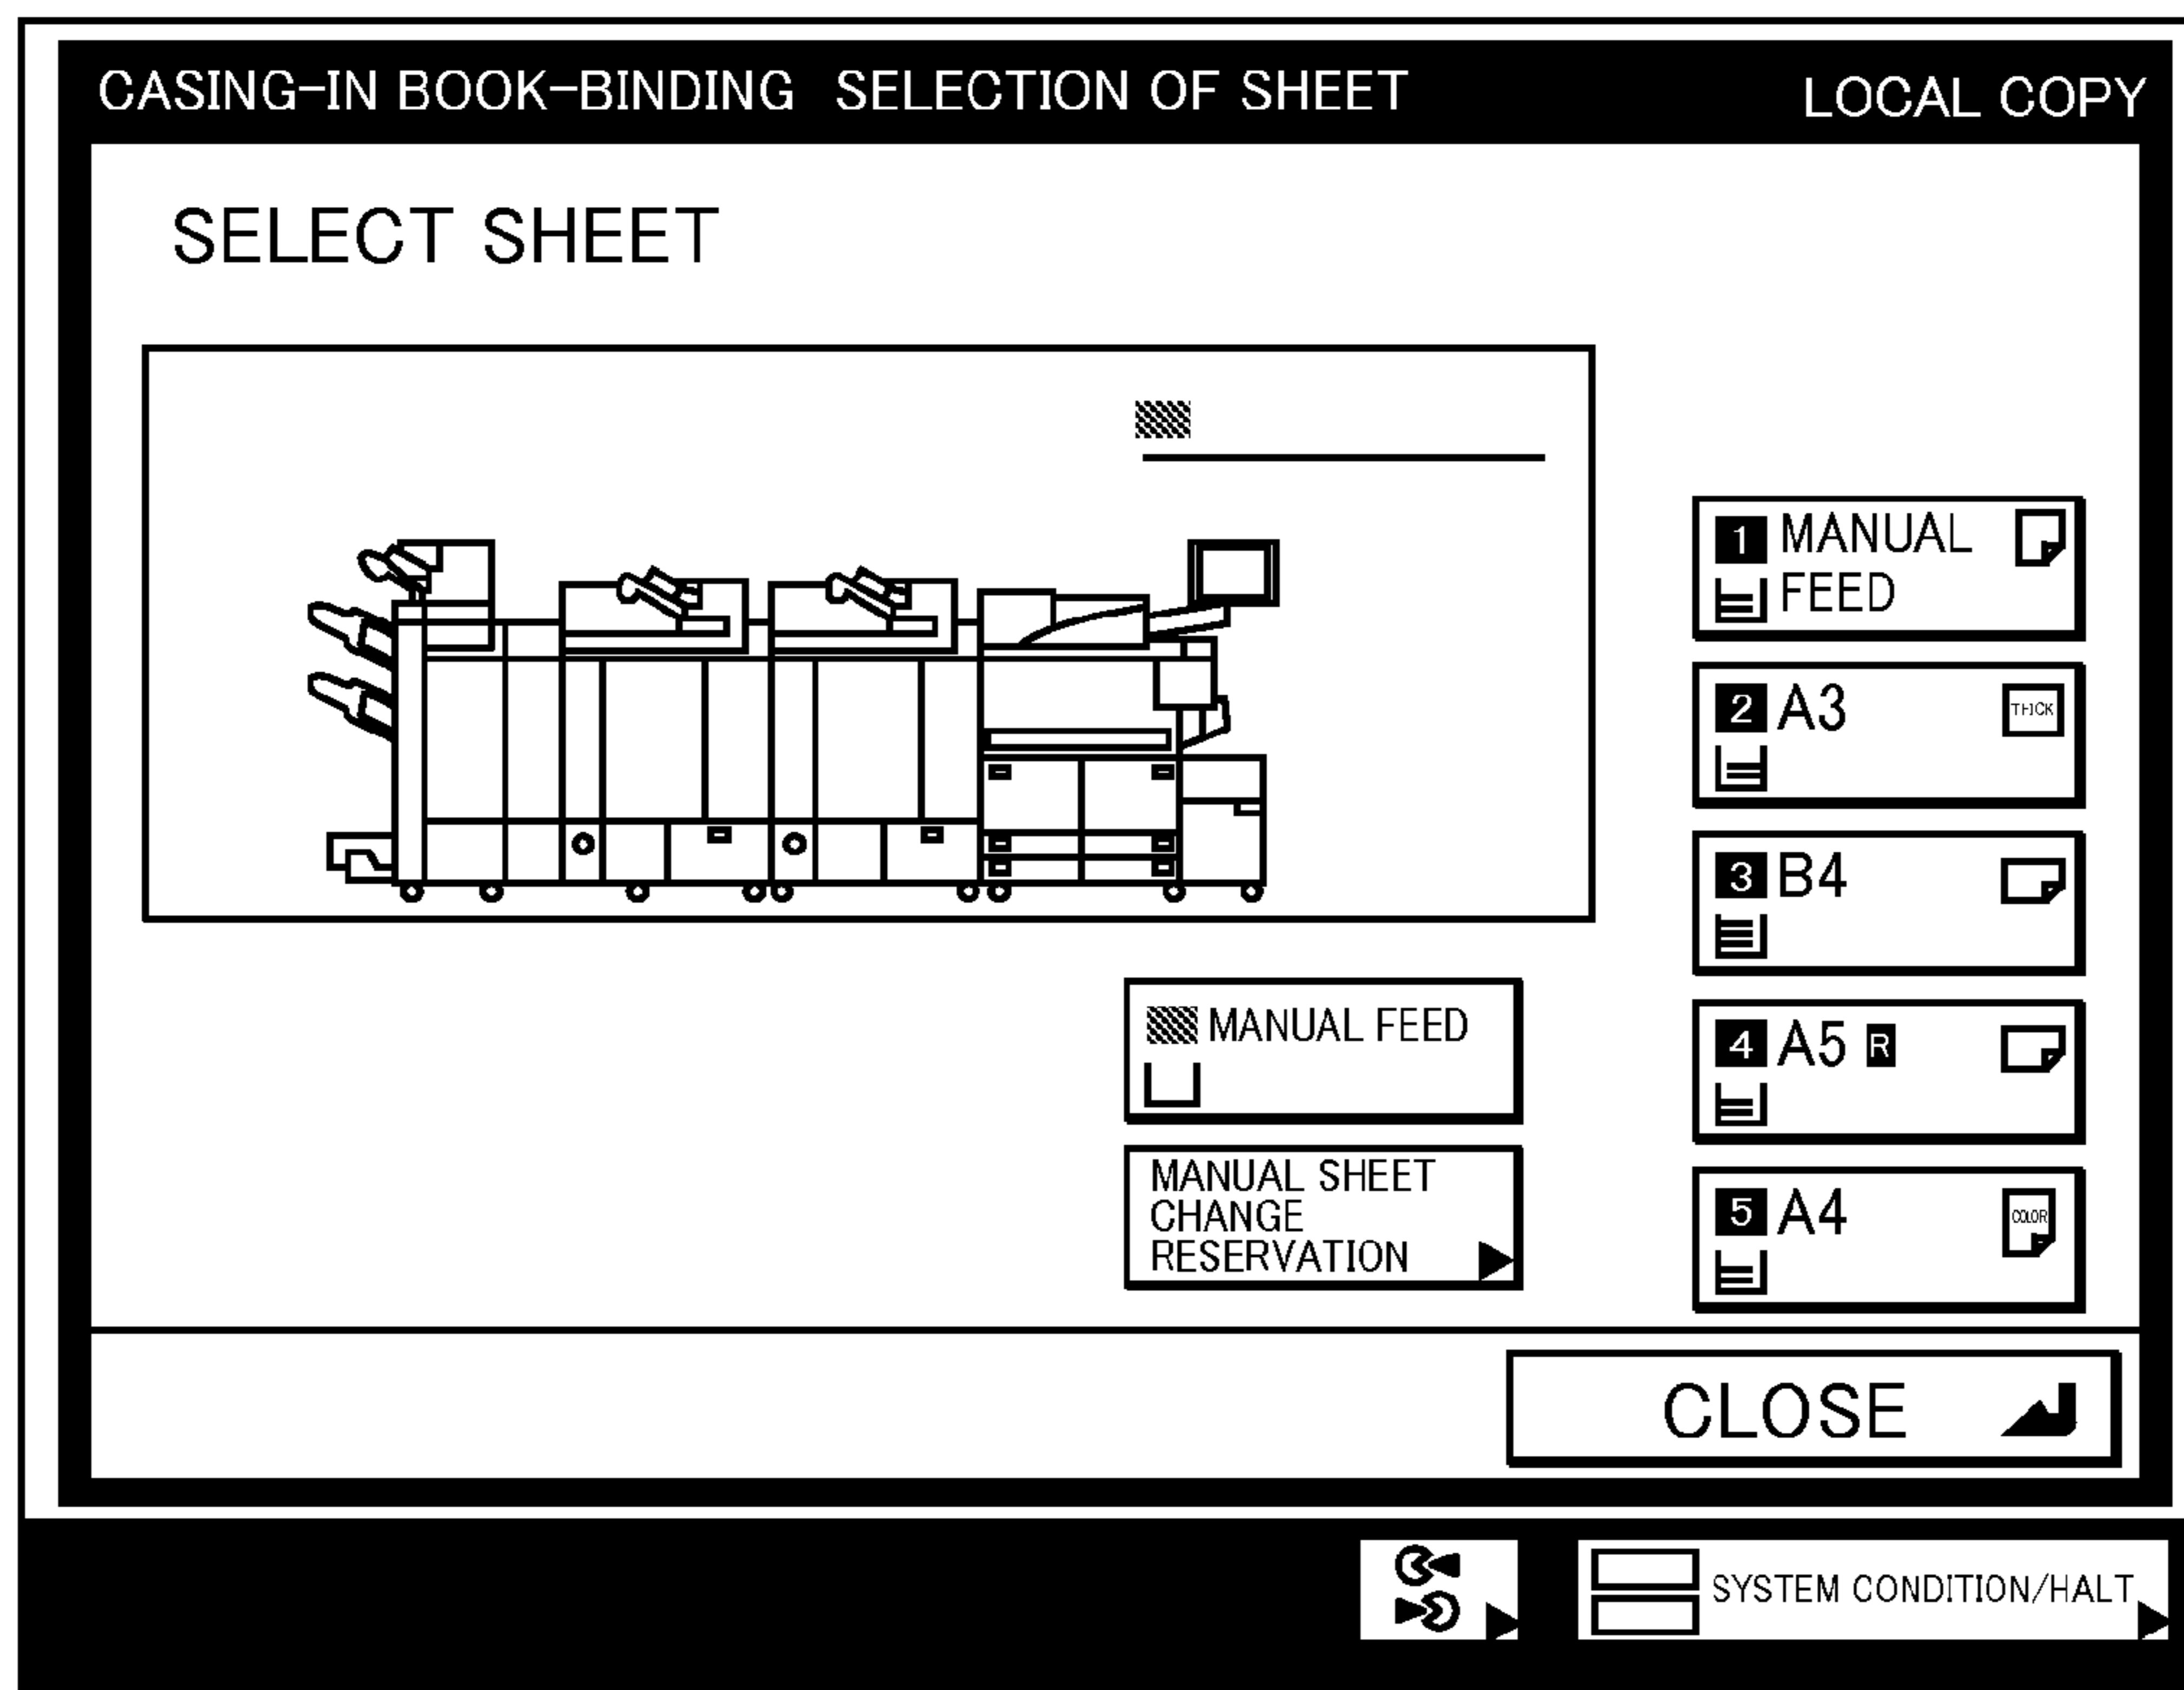 CASING-IN BOOK-BINDING SELECTION OF SHEET
LOCAL COPY
SELECT SHEET
1 MANUAL
FEED
2 A3 THICK
3 B4
4 A5 R
5 A4 COLOR
MANUAL FEED
MANUAL SHEET
CHANGE
RESERVATION
CLOSE
SYSTEM CONDITION/HALT